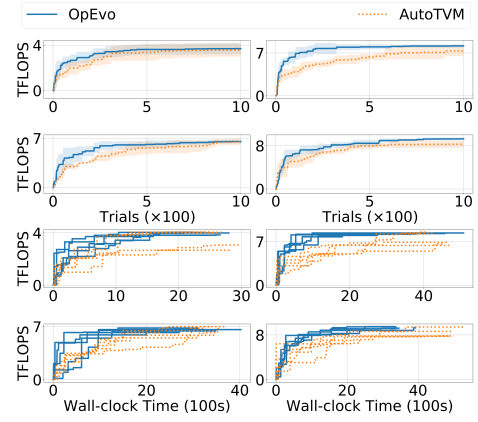 OpEvo AutoTVM
4 7
TFLOPS
0 0
0 5 10 0 5 10
7 8
TFLOPS
0 0
0 5 10 0 5 10
Trials (×100) Trials (×100)
4 7
TFLOPS
0 0
0 10 20 30 0 20 40
7 8
TFLOPS
0 0
0 20 40 0 20 40
Wall-clock Time (100s) Wall-clock Time (100s)